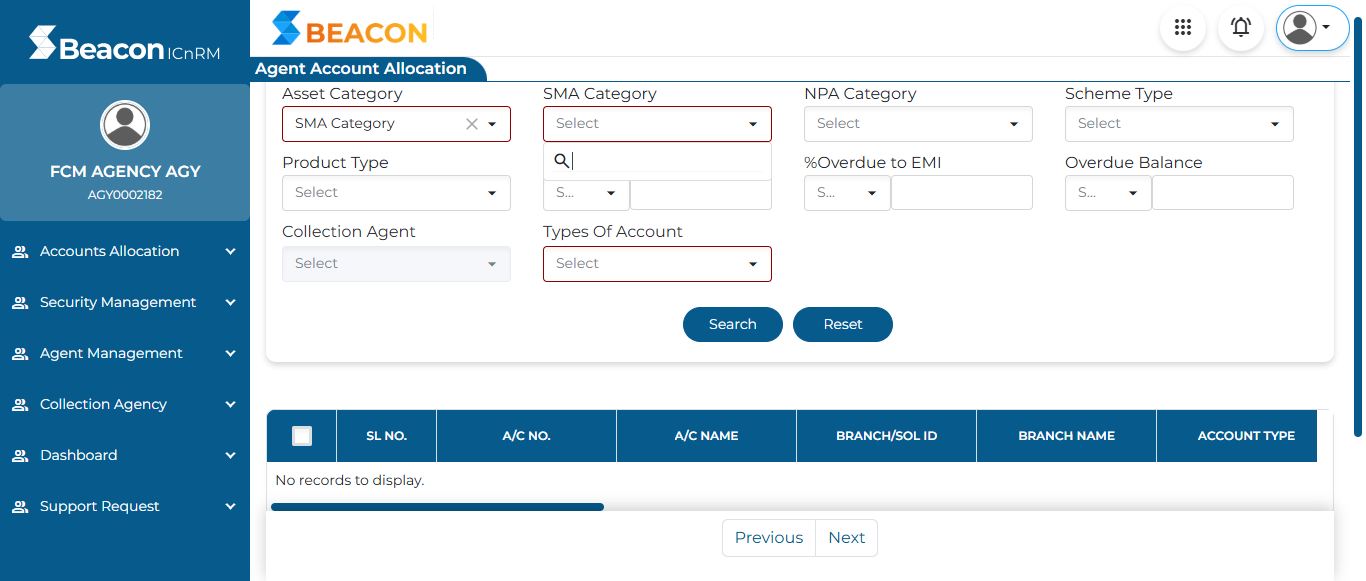 Beacon ICnRM
BEACON
Agent Account Allocation
FCM AGENCY AGY
AGY0002182
Accounts Allocation
Security Management
Agent Management
Collection Agency
Dashboard
Support Request
Asset Category
SMA Category
NPA Category
Scheme Type
SMA Category
Select
Select
Select
Product Type
%Overdue to EMI
Overdue Balance
Select
S...
S...
S...
Collection Agent
Types Of Account
Select
Select
Search
Reset
SL NO.
A/C NO.
A/C NAME
BRANCH/SOL ID
BRANCH NAME
ACCOUNT TYPE
No records to display.
Previous
Next